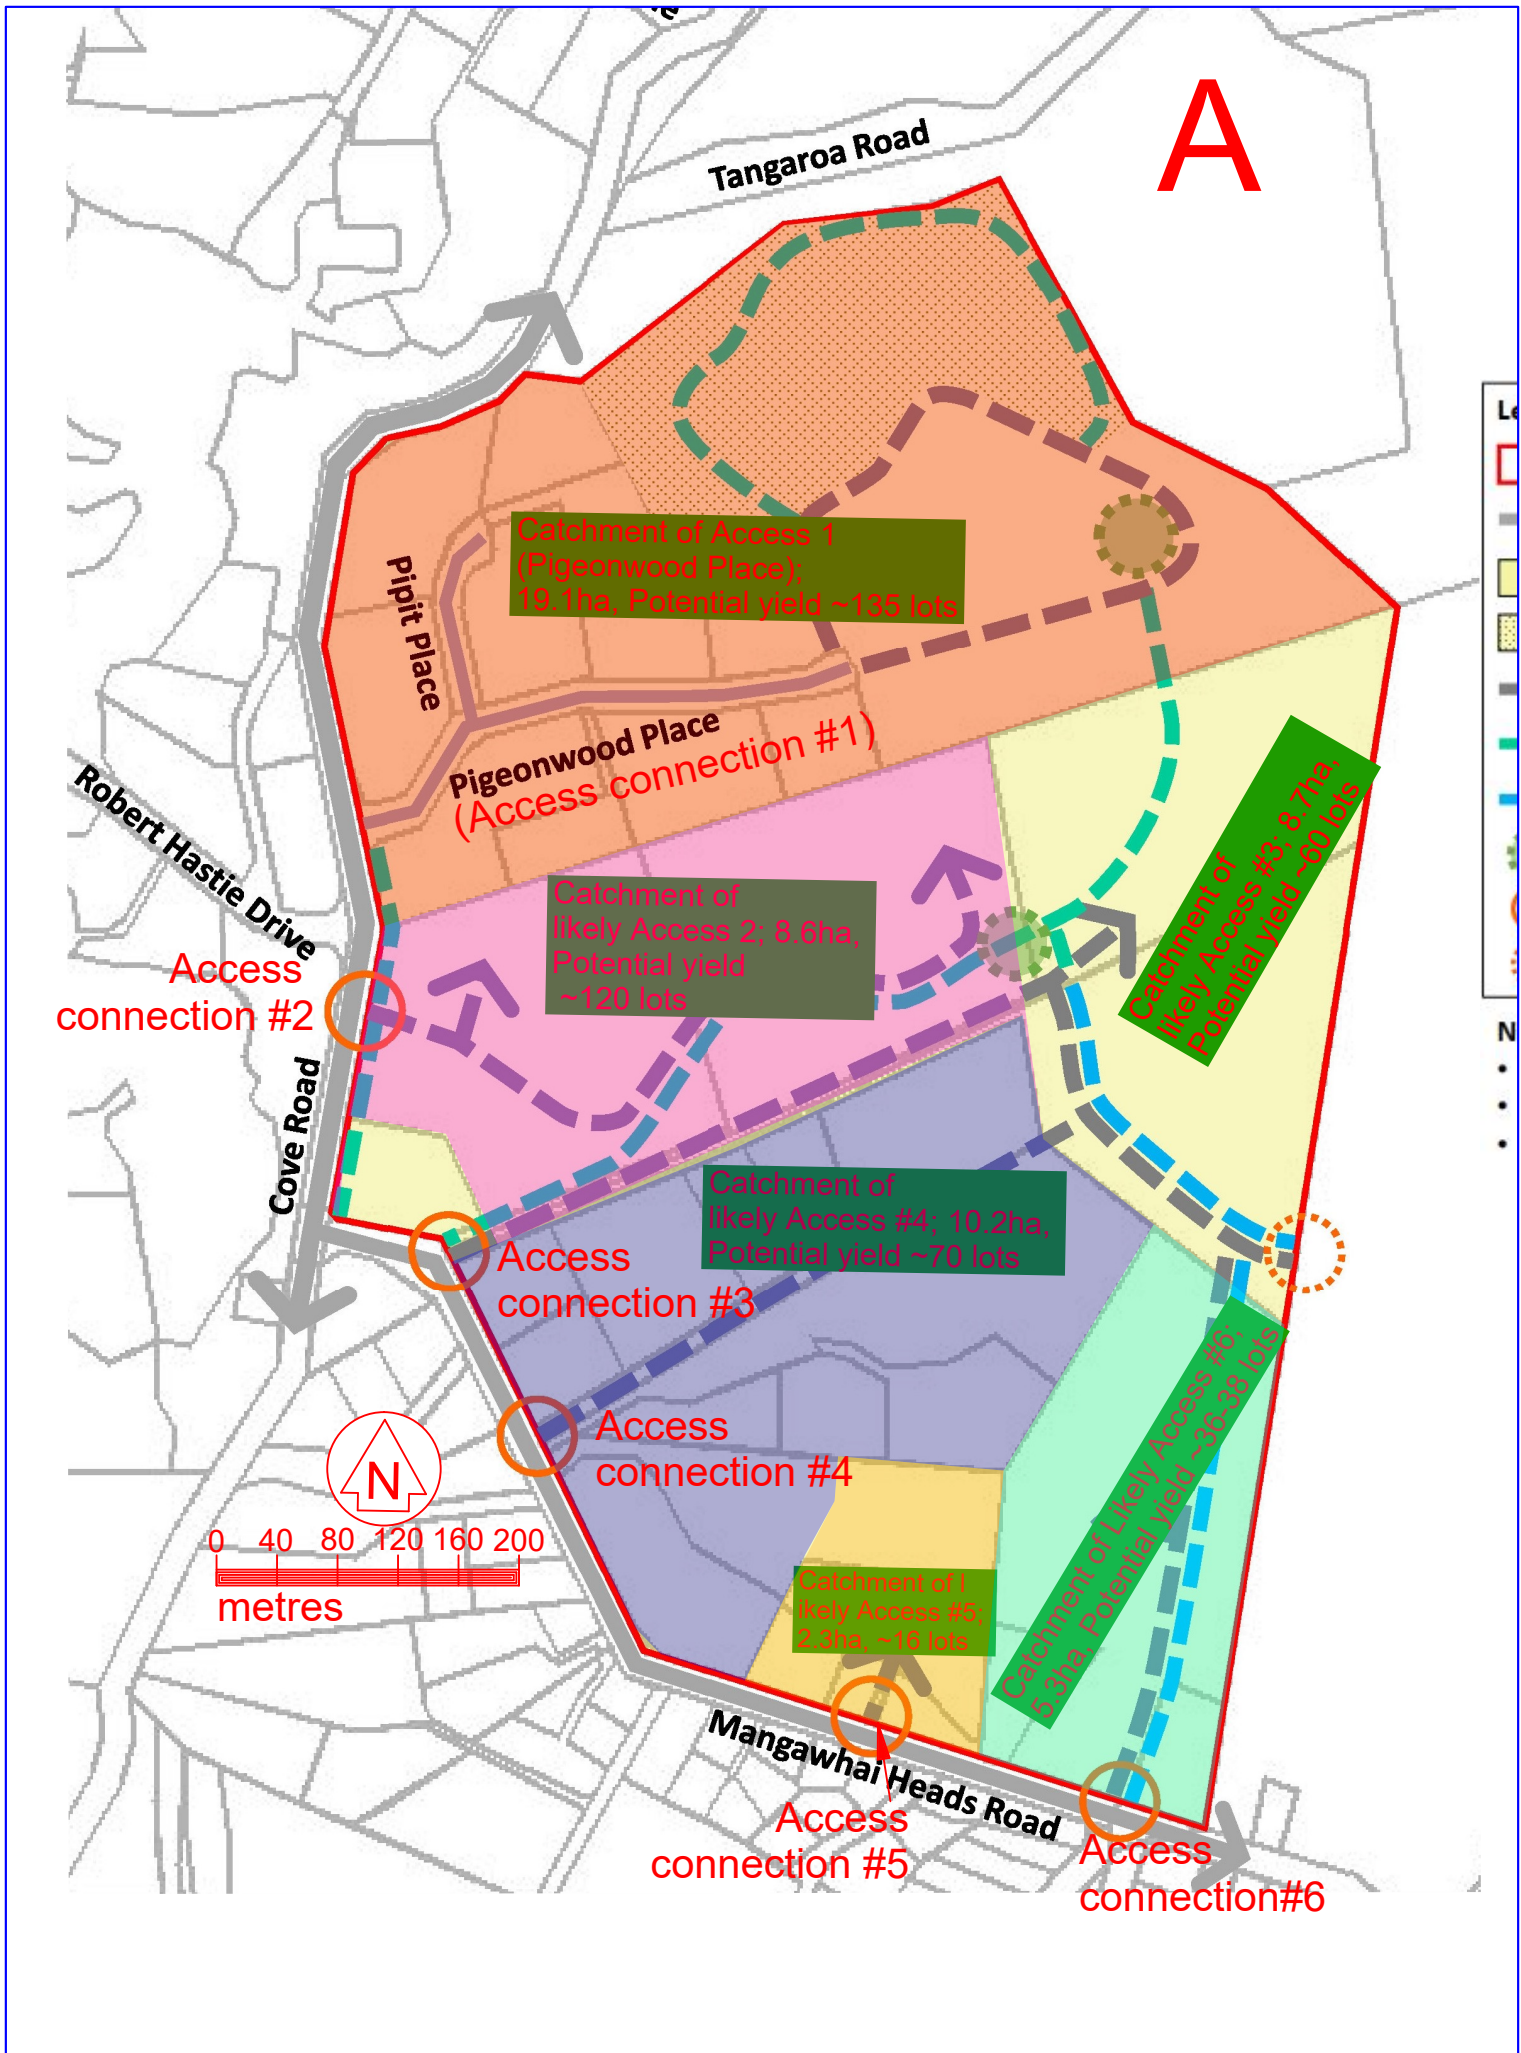 A
Tangaroa Road
Le
Catchment of Access 1
(Pigeonwood Place);
19.1ha, Potential yield ~135 lots
Pipit Place
Pigeonwood Place
(Access connection #1)
Robert Hastie Drive
Catchment of
likely Access #3; 8.7ha,
Potential yield ~60 lots
Catchment of
likely Access 2; 8.6ha,
Potential yield
~120 lots
Access
connection #2
N
•
•
•
Cove Road
Catchment of
likely Access #4; 10.2ha,
Potential yield ~70 lots
Access
connection #3
Access
connection #4
Catchment of Likely Access #6;
5.3ha, Potential yield ~36-38 lots
N
0 40 80 120 160 200
metres
Catchment of l
ikely Access #5;
2.3ha, ~16 lots
Mangawhai Heads Road
Access
connection #5
Access
connection#6